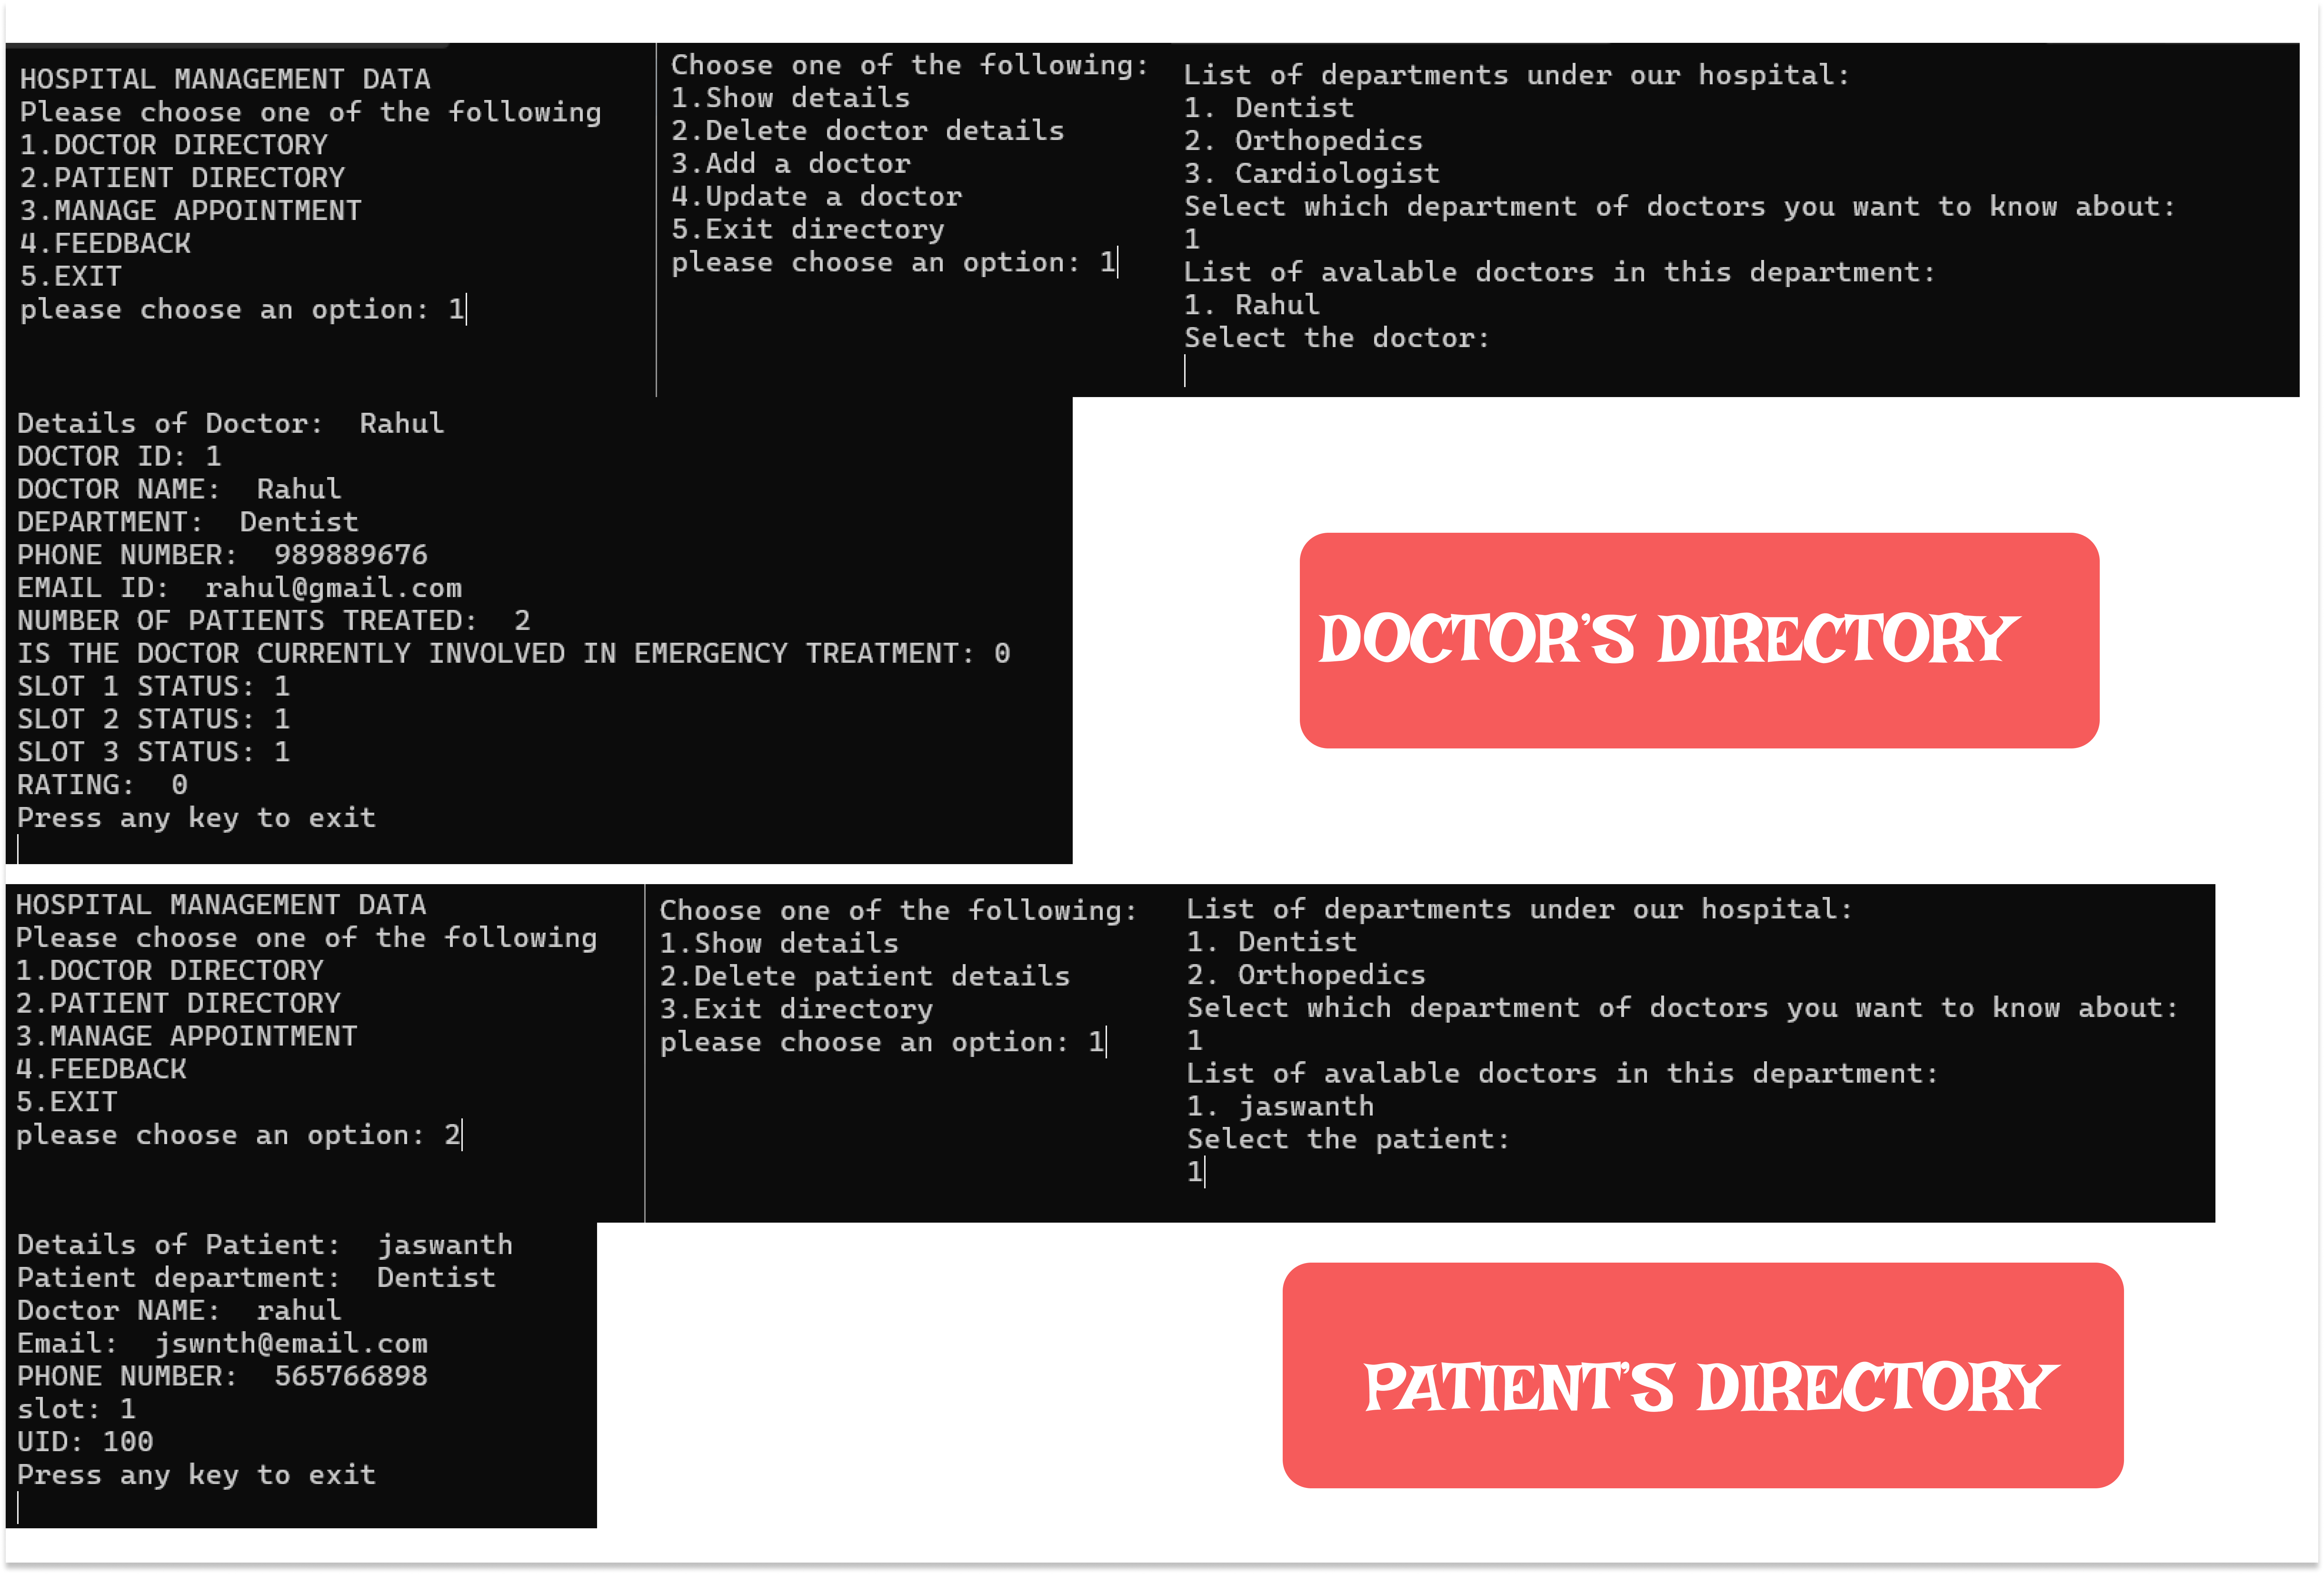 HOSPITAL MANAGEMENT DATA
Please choose one of the following
1.DOCTOR DIRECTORY
2.PATIENT DIRECTORY
3.MANAGE APPOINTMENT
4.FEEDBACK
5.EXIT
please choose an option: 1
Choose one of the following:
1.Show details
2.Delete doctor details
3.Add a doctor
4.Update a doctor
5.Exit directory
please choose an option: 1
List of departments under our hospital:
1. Dentist
2. Orthopedics
3. Cardiologist
Select which department of doctors you want to know about:
1
List of avalable doctors in this department:
1. Rahul
Select the doctor:
Details of Doctor:  Rahul
DOCTOR ID: 1
DOCTOR NAME:  Rahul
DEPARTMENT:  Dentist
PHONE NUMBER:  989889676
EMAIL ID:  rahul@gmail.com
NUMBER OF PATIENTS TREATED:  2
IS THE DOCTOR CURRENTLY INVOLVED IN EMERGENCY TREATMENT: 0
SLOT 1 STATUS: 1
SLOT 2 STATUS: 1
SLOT 3 STATUS: 1
RATING:  0
Press any key to exit
DOCTOR'S DIRECTORY
HOSPITAL MANAGEMENT DATA
Please choose one of the following
1.DOCTOR DIRECTORY
2.PATIENT DIRECTORY
3.MANAGE APPOINTMENT
4.FEEDBACK
5.EXIT
please choose an option: 2
Choose one of the following:
1.Show details
2.Delete patient details
3.Exit directory
please choose an option: 1
List of departments under our hospital:
1. Dentist
2. Orthopedics
Select which department of doctors you want to know about:
1
List of avalable doctors in this department:
1. jaswanth
Select the patient:
1
Details of Patient:  jaswanth
Patient department:  Dentist
Doctor NAME:  rahul
Email:  jswnth@email.com
PHONE NUMBER:  565766898
slot: 1
UID: 100
Press any key to exit
PATIENT'S DIRECTORY